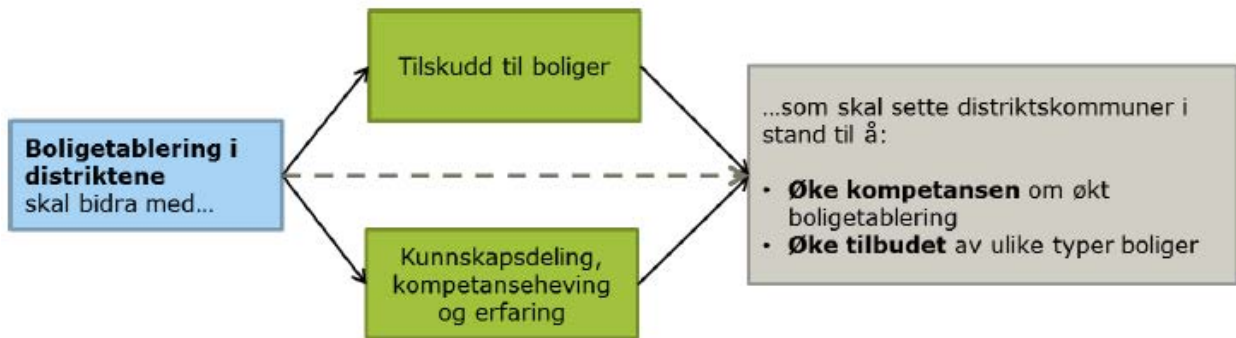 Boligetablering i
distriktene
skal bidra med...
Tilskudd til boliger
Kunnskapsdeling,
kompetanseheving
og erfaring
...som skal sette distriktskommuner i
stand til å:
• Øke kompetansen om økt
boligetablering
• Øke tilbudet av ulike typer boliger